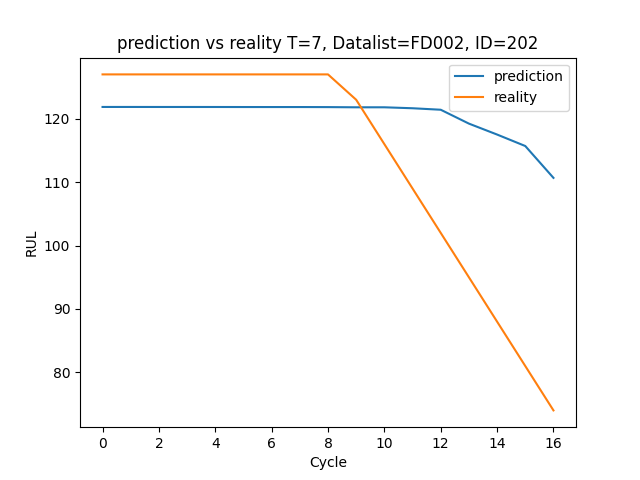 prediction vs reality T=7, Datalist=FD002, ID=202
prediction
reality
120
110
100
90
80
RUL
0 2 4 6 8 10 12 14 16
Cycle